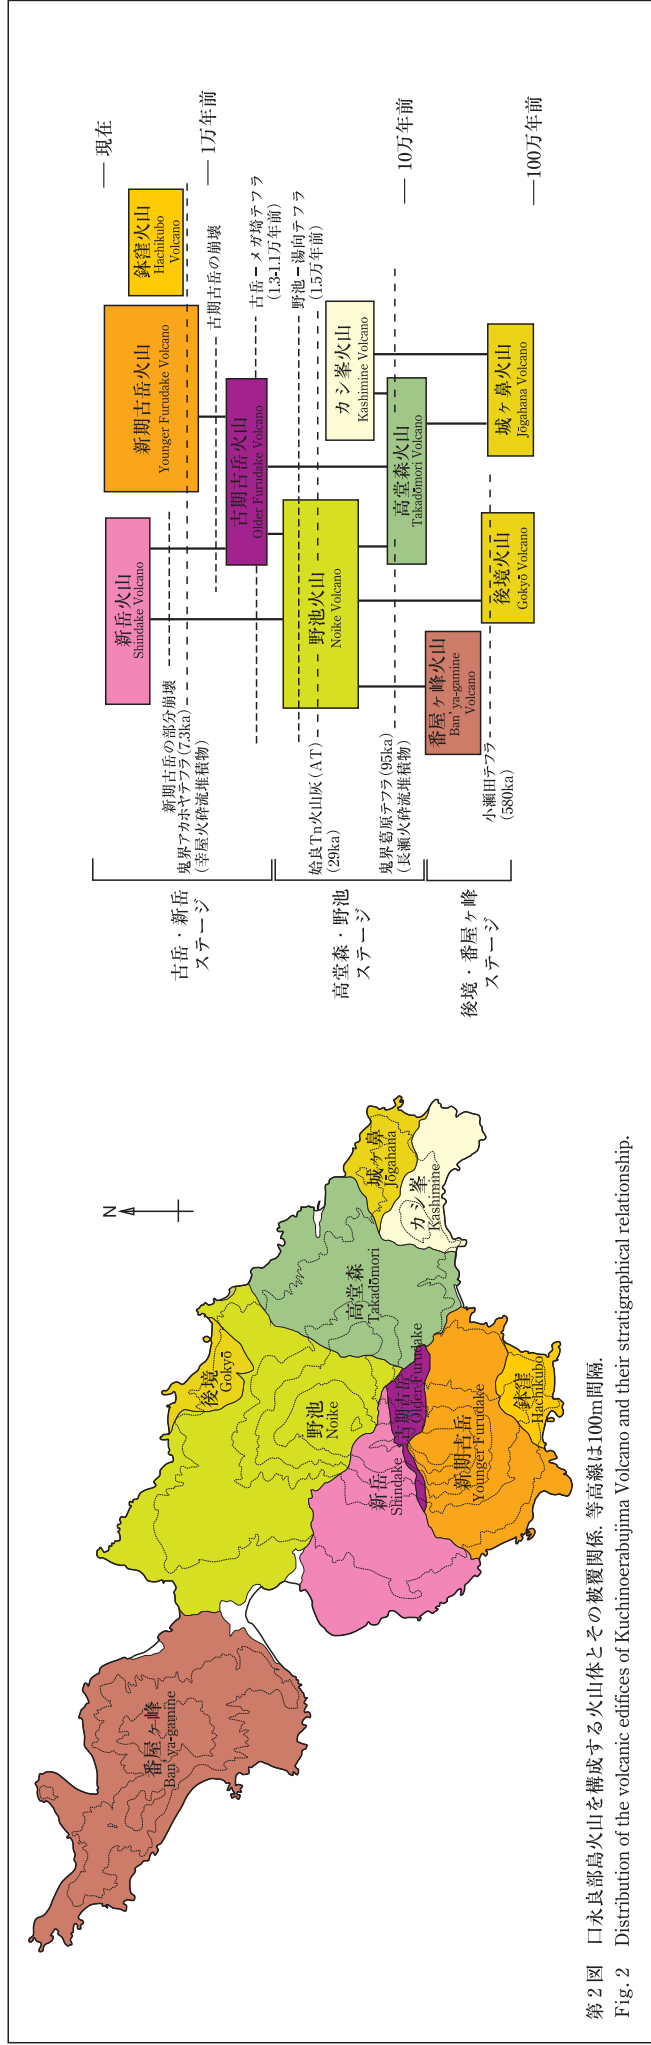 N
番屋ヶ峰
Ban'ya-gamine
後境
Gokyō
野池
Noike
新岳
Shindake
高堂森
Takadōmori
古期古岳
Older Furudake
新期古岳
Younger Furudake
鉢窪
Hachikubo
城ヶ鼻
Jōgahana
カシ峯
Kashimine
古岳・新岳
ステージ
高堂森・野池
ステージ
後境・番屋ヶ峰
ステージ
新期古岳の部分崩壊
鬼界アカホヤテフラ(7.3ka)
(幸屋火砕流堆積物)
姶良Tn火山灰(AT)
(29ka)
鬼界葛原テフラ(95ka)
(長瀬火砕流堆積物)
小瀬田テフラ
(580ka)
新岳火山
Shindake Volcano
新期古岳火山
Younger Furudake Volcano
鉢窪火山
Hachikubo
Volcano
古期古岳火山
Older Furudake Volcano
野池火山
Noike Volcano
カシ峯火山
Kashimine Volcano
高堂森火山
Takadōmori Volcano
番屋ヶ峰火山
Ban'ya-gamine
Volcano
後境火山
Gokyō Volcano
城ヶ鼻火山
Jōgahana Volcano
現在
1万年前
古期古岳の崩壊
古岳－メガ埼テフラ
(1.3-1.1万年前)
野池－湯向テフラ
(1.5万年前)
10万年前
100万年前
第2図 口永良部島火山を構成する火山体とその被覆関係. 等高線は100m間隔.
Fig. 2 Distribution of the volcanic edifices of Kuchinoerabujima Volcano and their stratigraphical relationship.